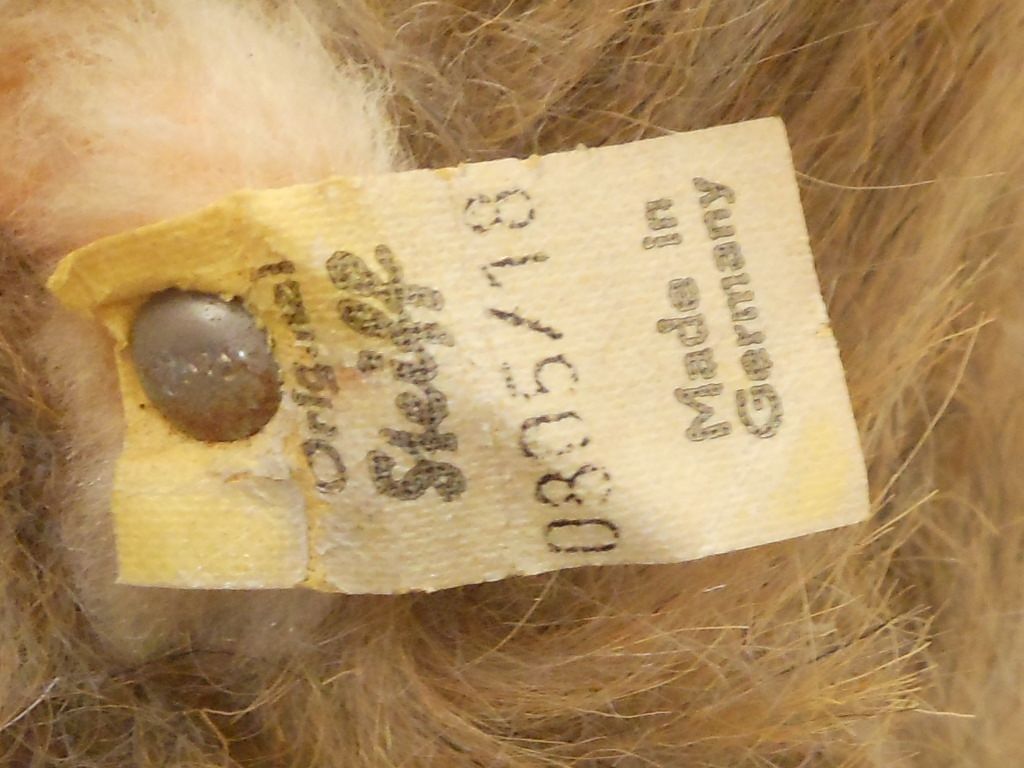 Original
Steiff
0805/18
Made in
Germany